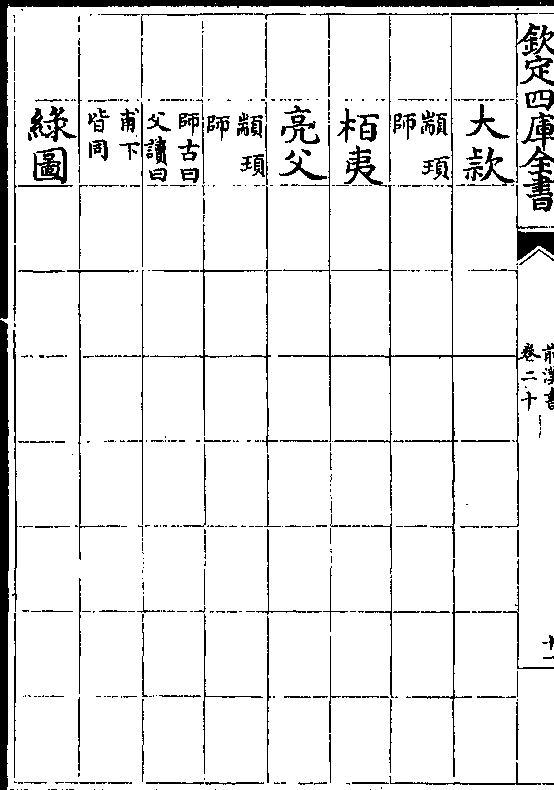 欽定四庫全書
前漢書
卷二十
十一
大款
顓頊
師
栢夷
亮父
顓頊
師
師古曰
父讀曰
甫下
皆同
綠圖